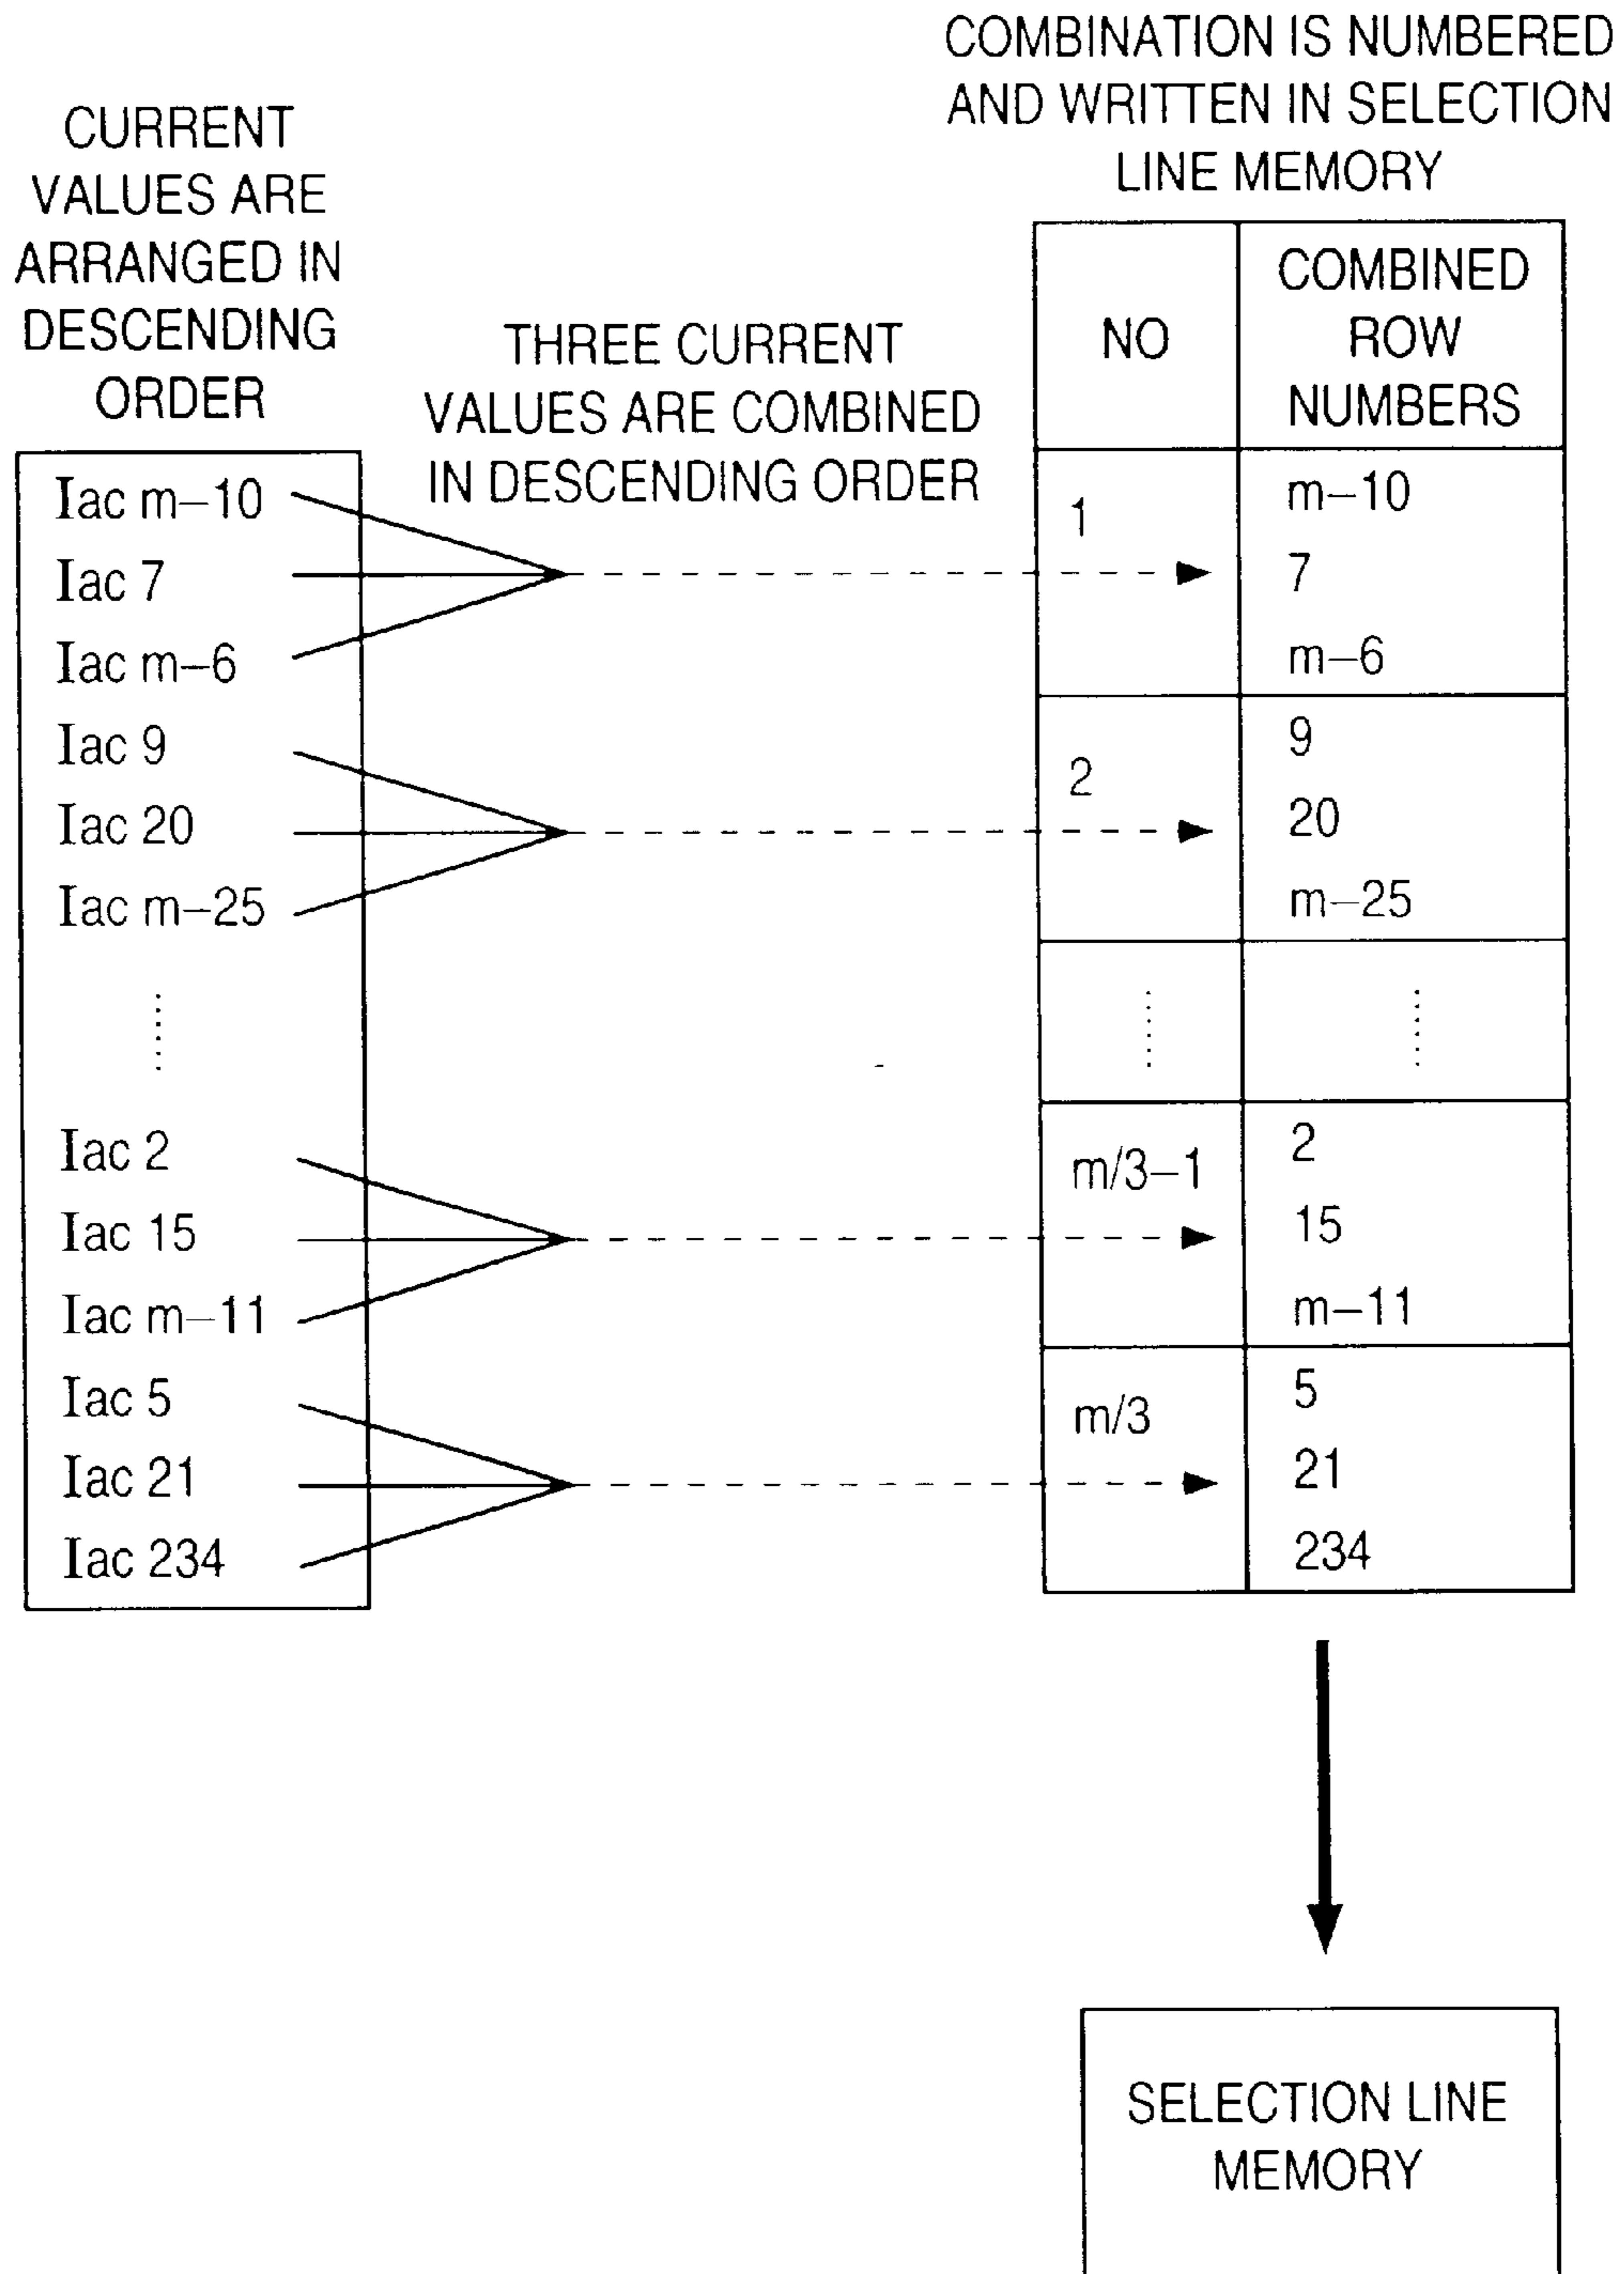 CURRENT
VALUES ARE
ARRANGED IN
DESCENDING
ORDER
Iac m–10
Iac 7
Iac m–6
Iac 9
Iac 20
Iac m–25
Iac 2
Iac 15
Iac m–11
Iac 5
Iac 21
Iac 234
THREE CURRENT
VALUES ARE COMBINED
IN DESCENDING ORDER
COMBINATION IS NUMBERED
AND WRITTEN IN SELECTION
LINE MEMORY
NO
COMBINED
ROW
NUMBERS
1
m–10
7
m–6
2
9
20
m–25
m/3–1
2
15
m–11
m/3
5
21
234
SELECTION LINE
MEMORY